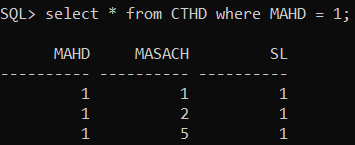 SQL> select * from CTHD where MAHD = 1;
MAHD MASACH SL
---------- ---------- ----------
1 1 1
1 2 1
1 5 1